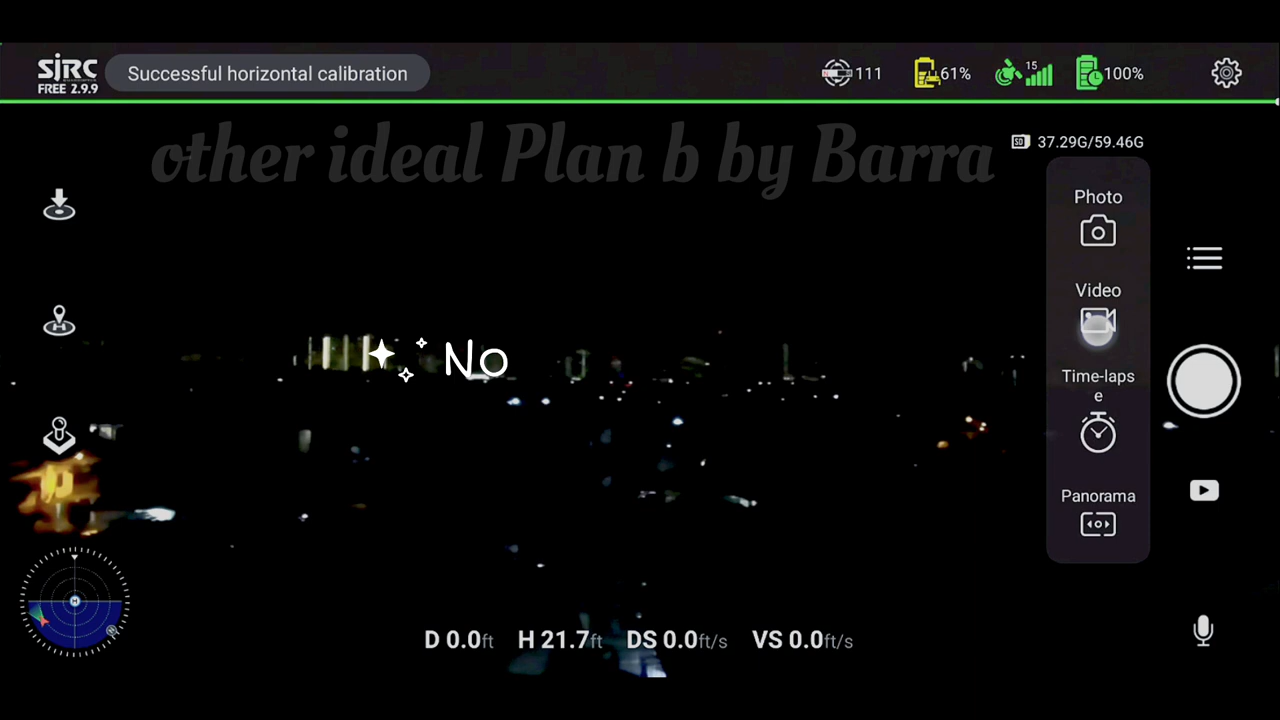 SJRC
FREE 2.9.9
Successful horizontal calibration
111
61%
15
100%
other ideal Plan b by Barra
SD
37.29G/59.46G
Photo
Video
Time-laps
e
Panorama
No
H
D 0.0ft H 21.7ft DS 0.0ft/s VS 0.0ft/s